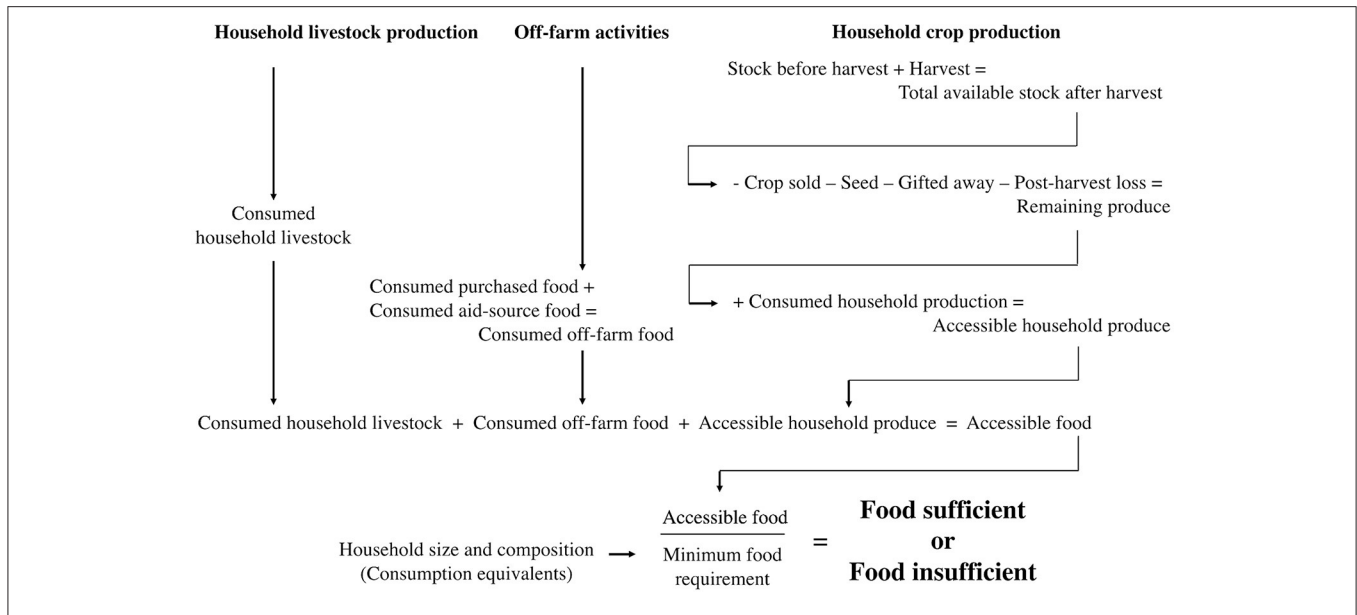 Household livestock production
Off-farm activities
Household crop production
Stock before harvest + Harvest =
Total available stock after harvest
- Crop sold – Seed – Gifted away – Post-harvest loss =
Remaining produce
Consumed
household livestock
Consumed purchased food +
Consumed aid-source food =
Consumed off-farm food
+ Consumed household production =
Accessible household produce
Consumed household livestock + Consumed off-farm food + Accessible household produce = Accessible food
Household size and composition
(Consumption equivalents)
Accessible food
Minimum food
requirement
=
Food sufficient
or
Food insufficient